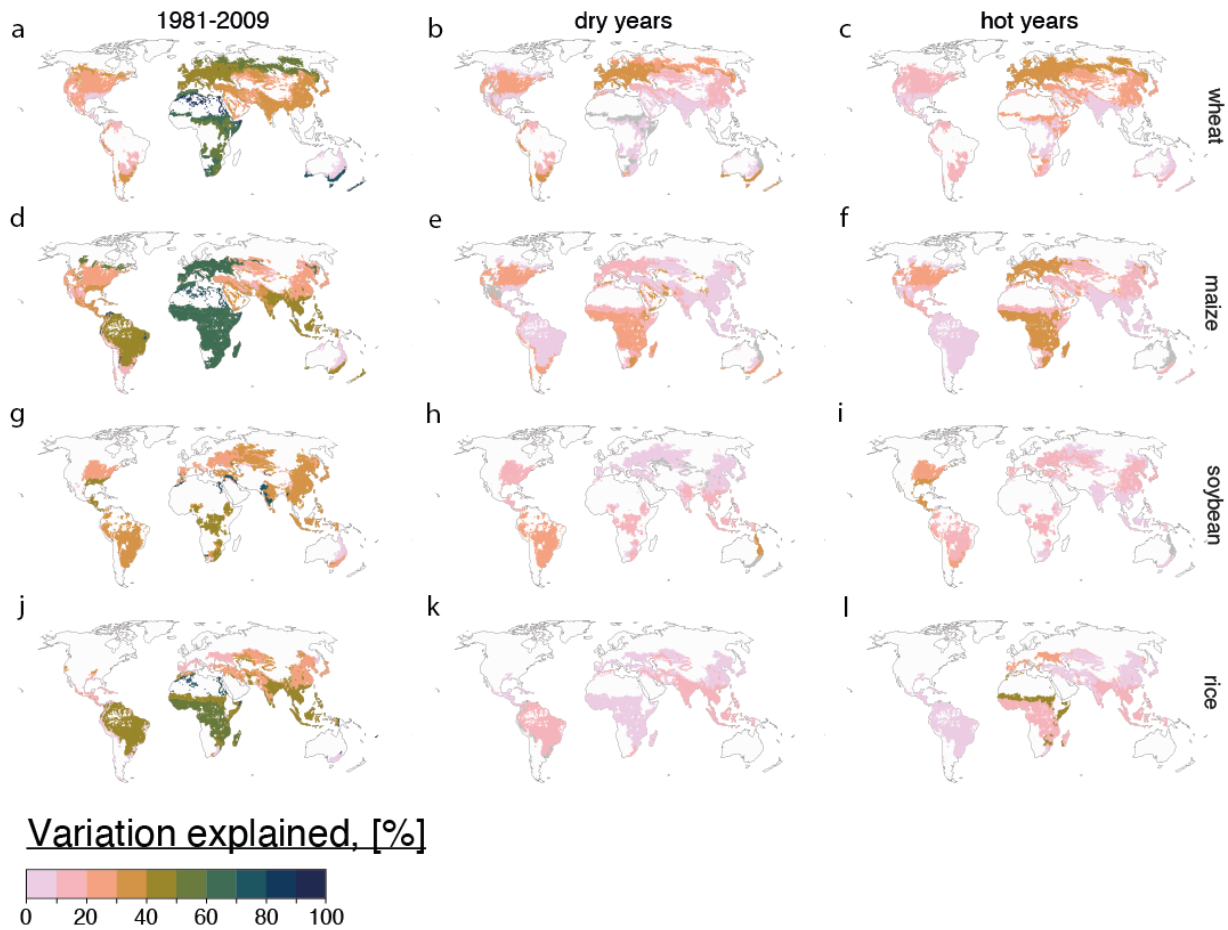 1981-2009
dry years
hot years
a
b
c
wheat
d
e
f
maize
g
h
i
soybean
j
k
l
rice
Variation explained, [%]
0 20 40 60 80 100